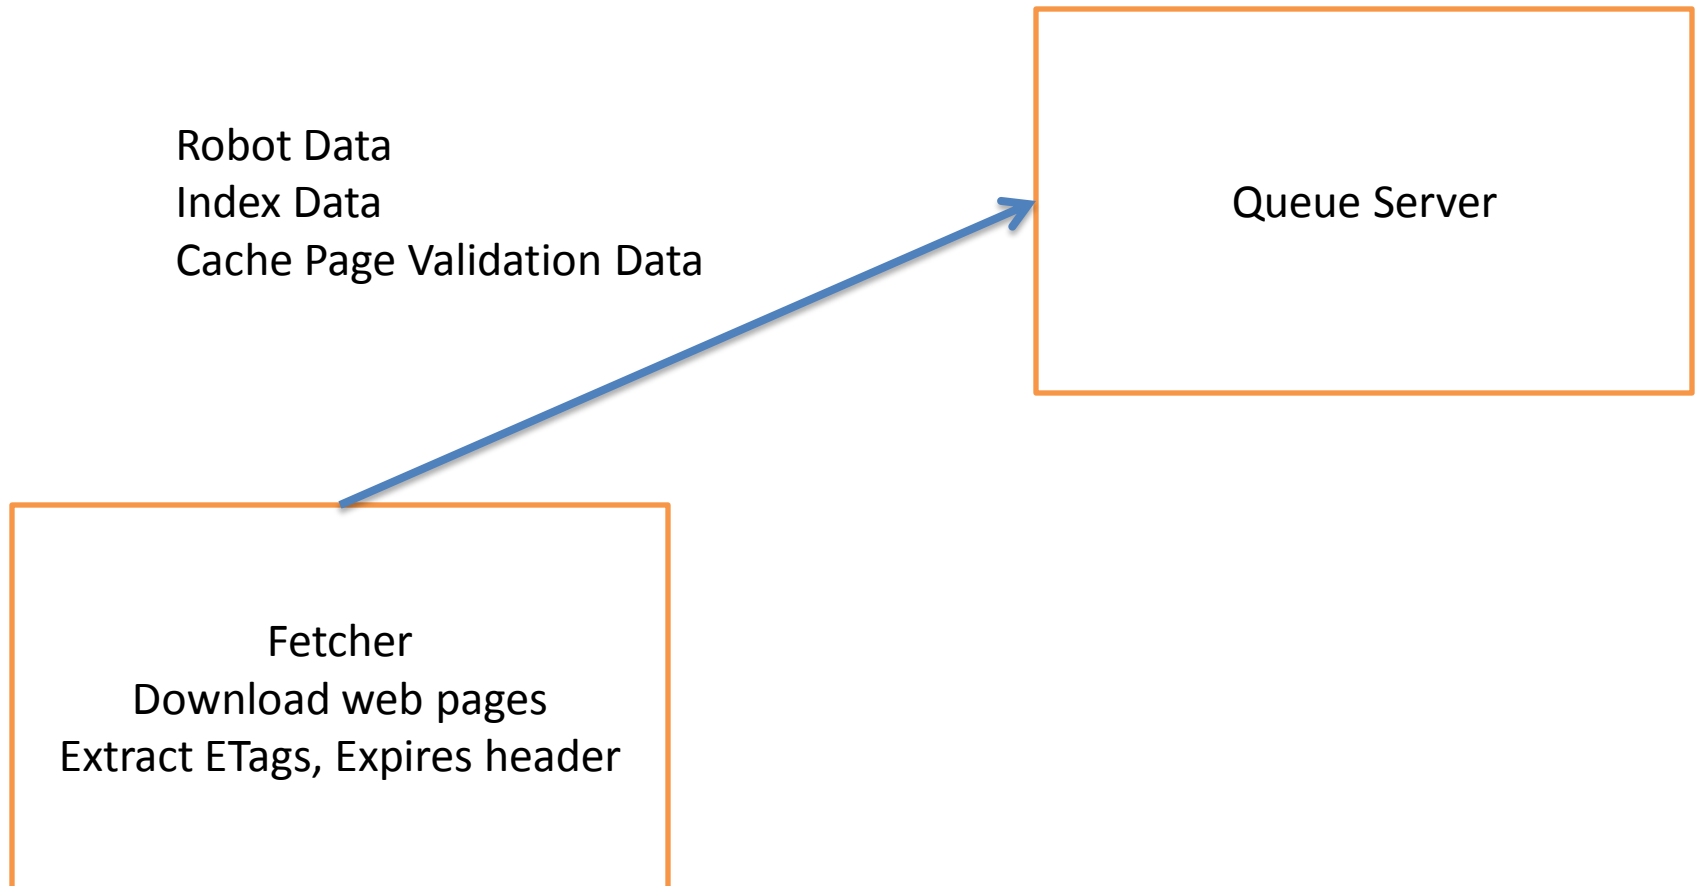 Robot Data
Index Data
Cache Page Validation Data
Queue Server
Fetcher
Download web pages
Extract ETags, Expires header